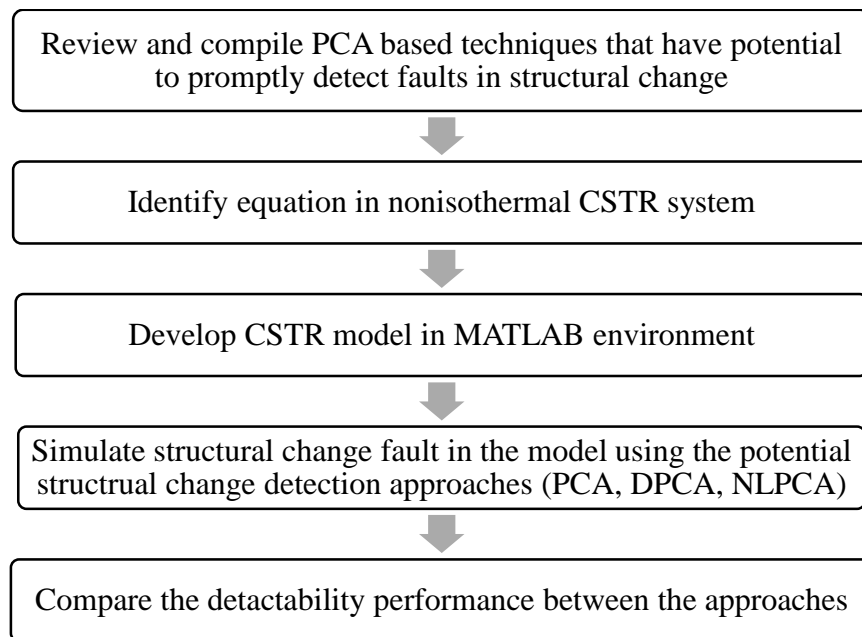 Review and compile PCA based techniques that have potential
to promptly detect faults in structural change
Identify equation in nonisothermal CSTR system
Develop CSTR model in MATLAB environment
Simulate structural change fault in the model using the potential
structrual change detection approaches (PCA, DPCA, NLPCA)
Compare the detactability performance between the approaches